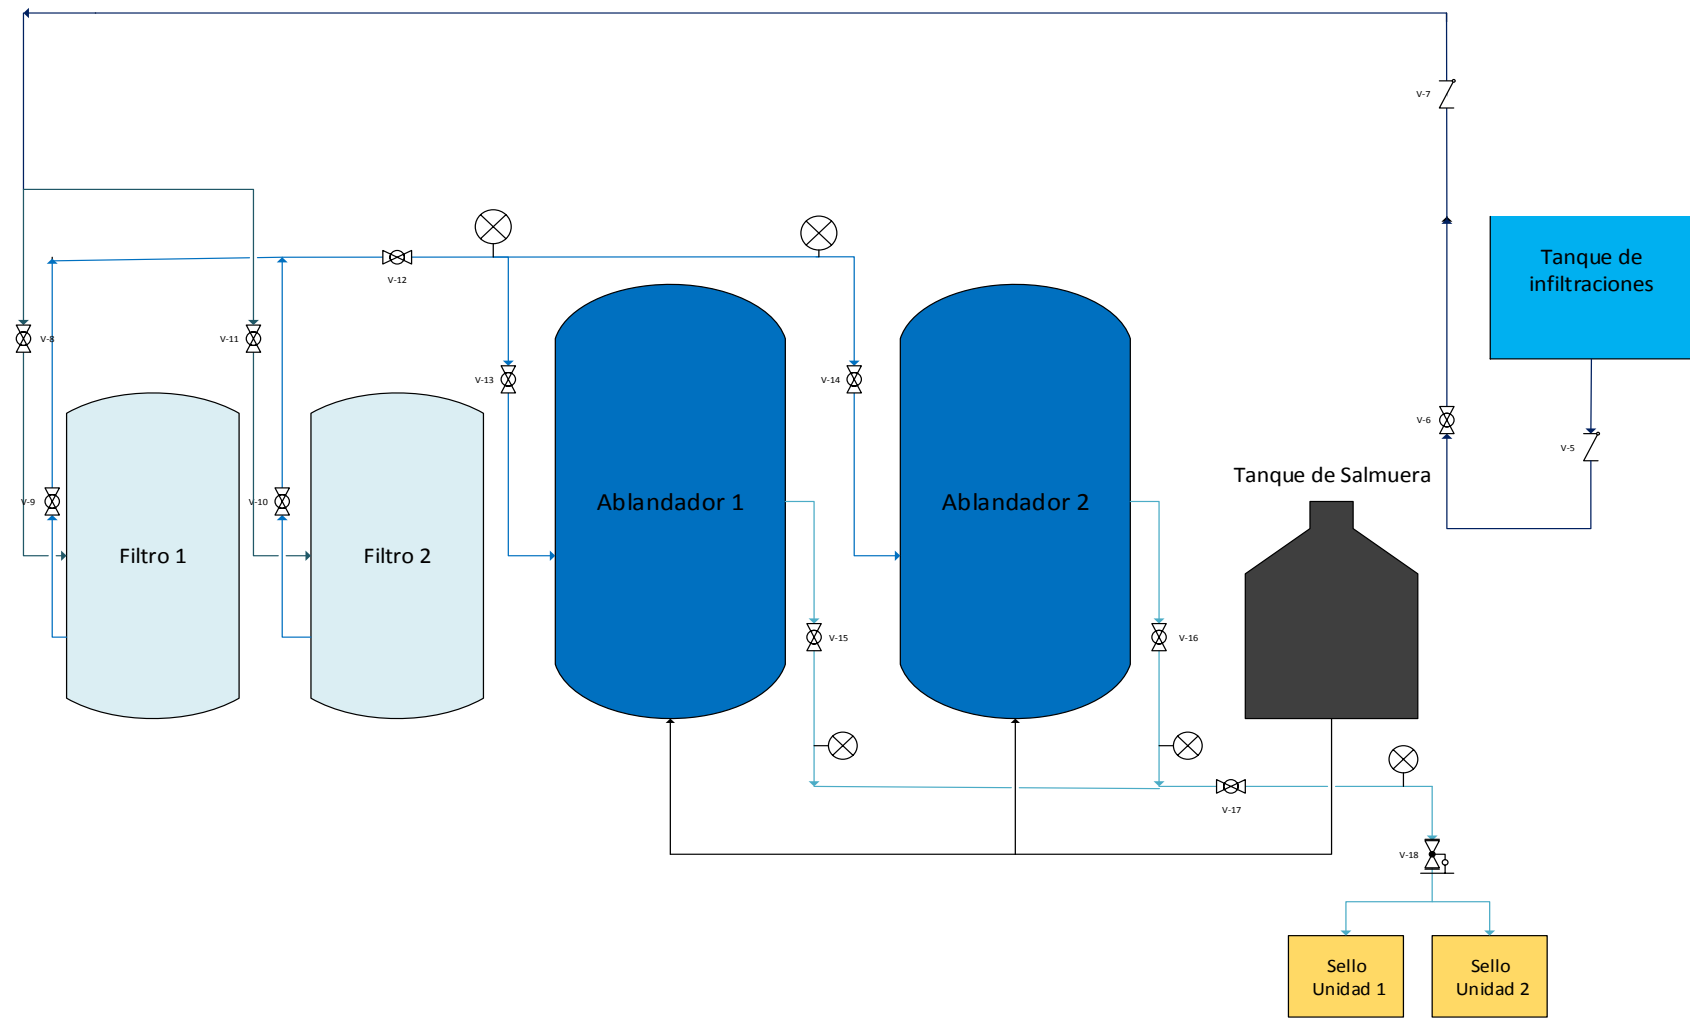 V-7
Tanque de
infiltraciones
V-12
V-8
V-11
V-13
V-14
V-6
V-5
Tanque de Salmuera
V-9
V-10
Ablandador 1
Ablandador 2
Filtro 1
Filtro 2
V-15
V-16
V-17
V-18
Sello
Unidad 1
Sello
Unidad 2